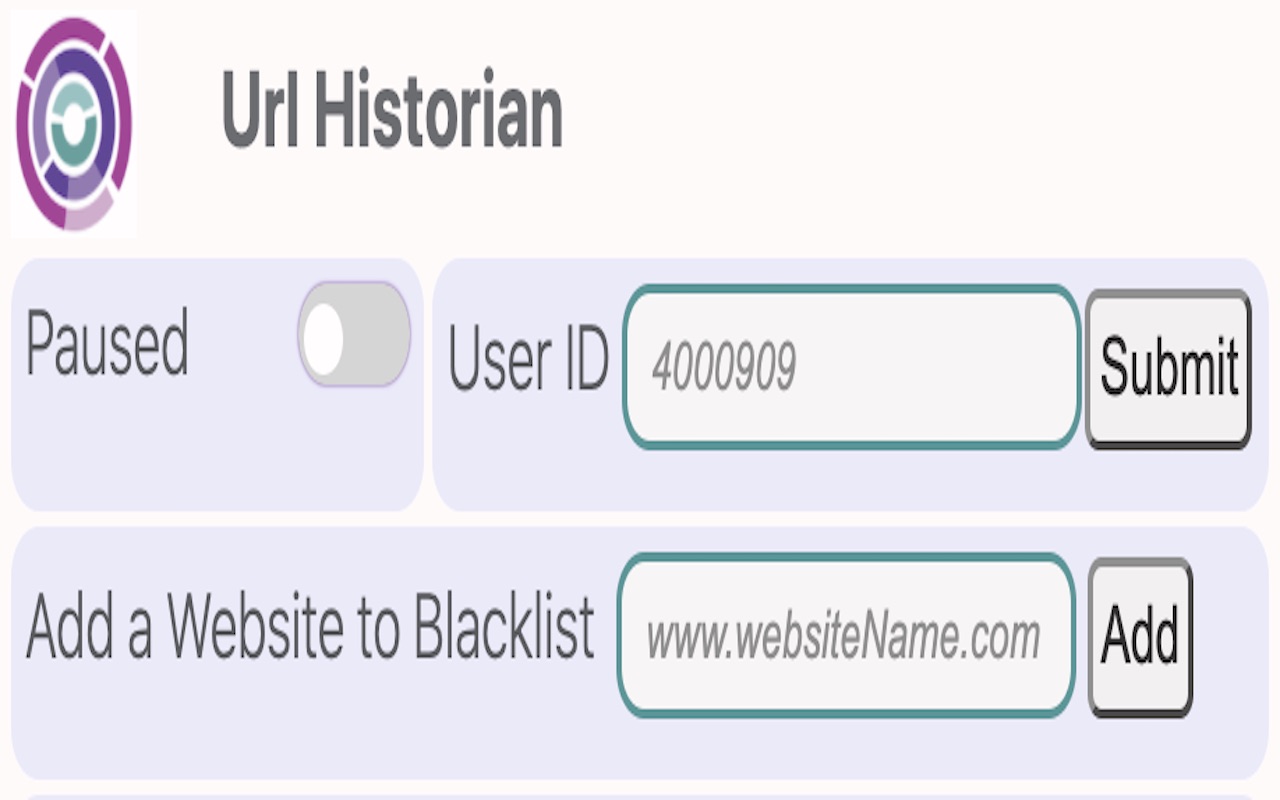 Url Historian
Paused
User ID 4000909 Submit
Add a Website to Blacklist www.websiteName.com Add